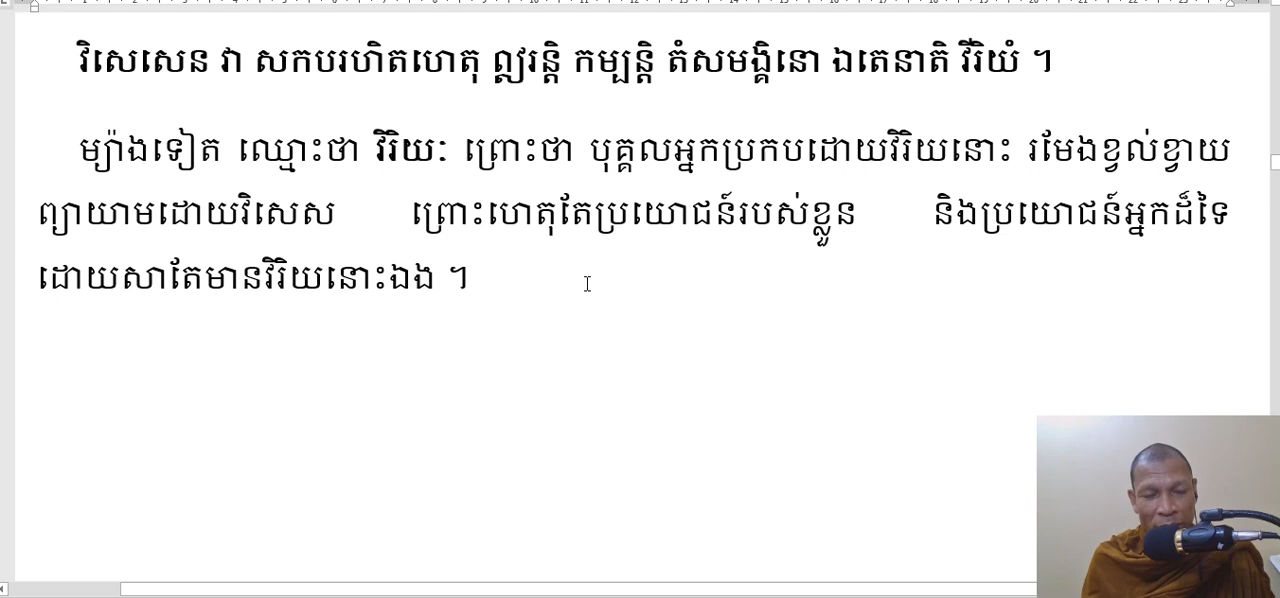 វិសេសេន វា សកបរហិតហេតុ ឦរន្តិ កម្បន្តិ តំសមង្គិនោ ឯតេនាតិ វីរិយំ ។
ម្យ៉ាងទៀត ឈ្មោះថា វិរិយៈ ព្រោះថា បុគ្គលអ្នកប្រកបដោយវិរិយនោះ រមែងខ្វល់ខ្វាយ
ព្យាយាមដោយវិសេស ព្រោះហេតុតែប្រយោជន៍របស់ខ្លួន និងប្រយោជន៍អ្នកដ៏ទៃ
ដោយសាតែមានវិរិយនោះឯង ។